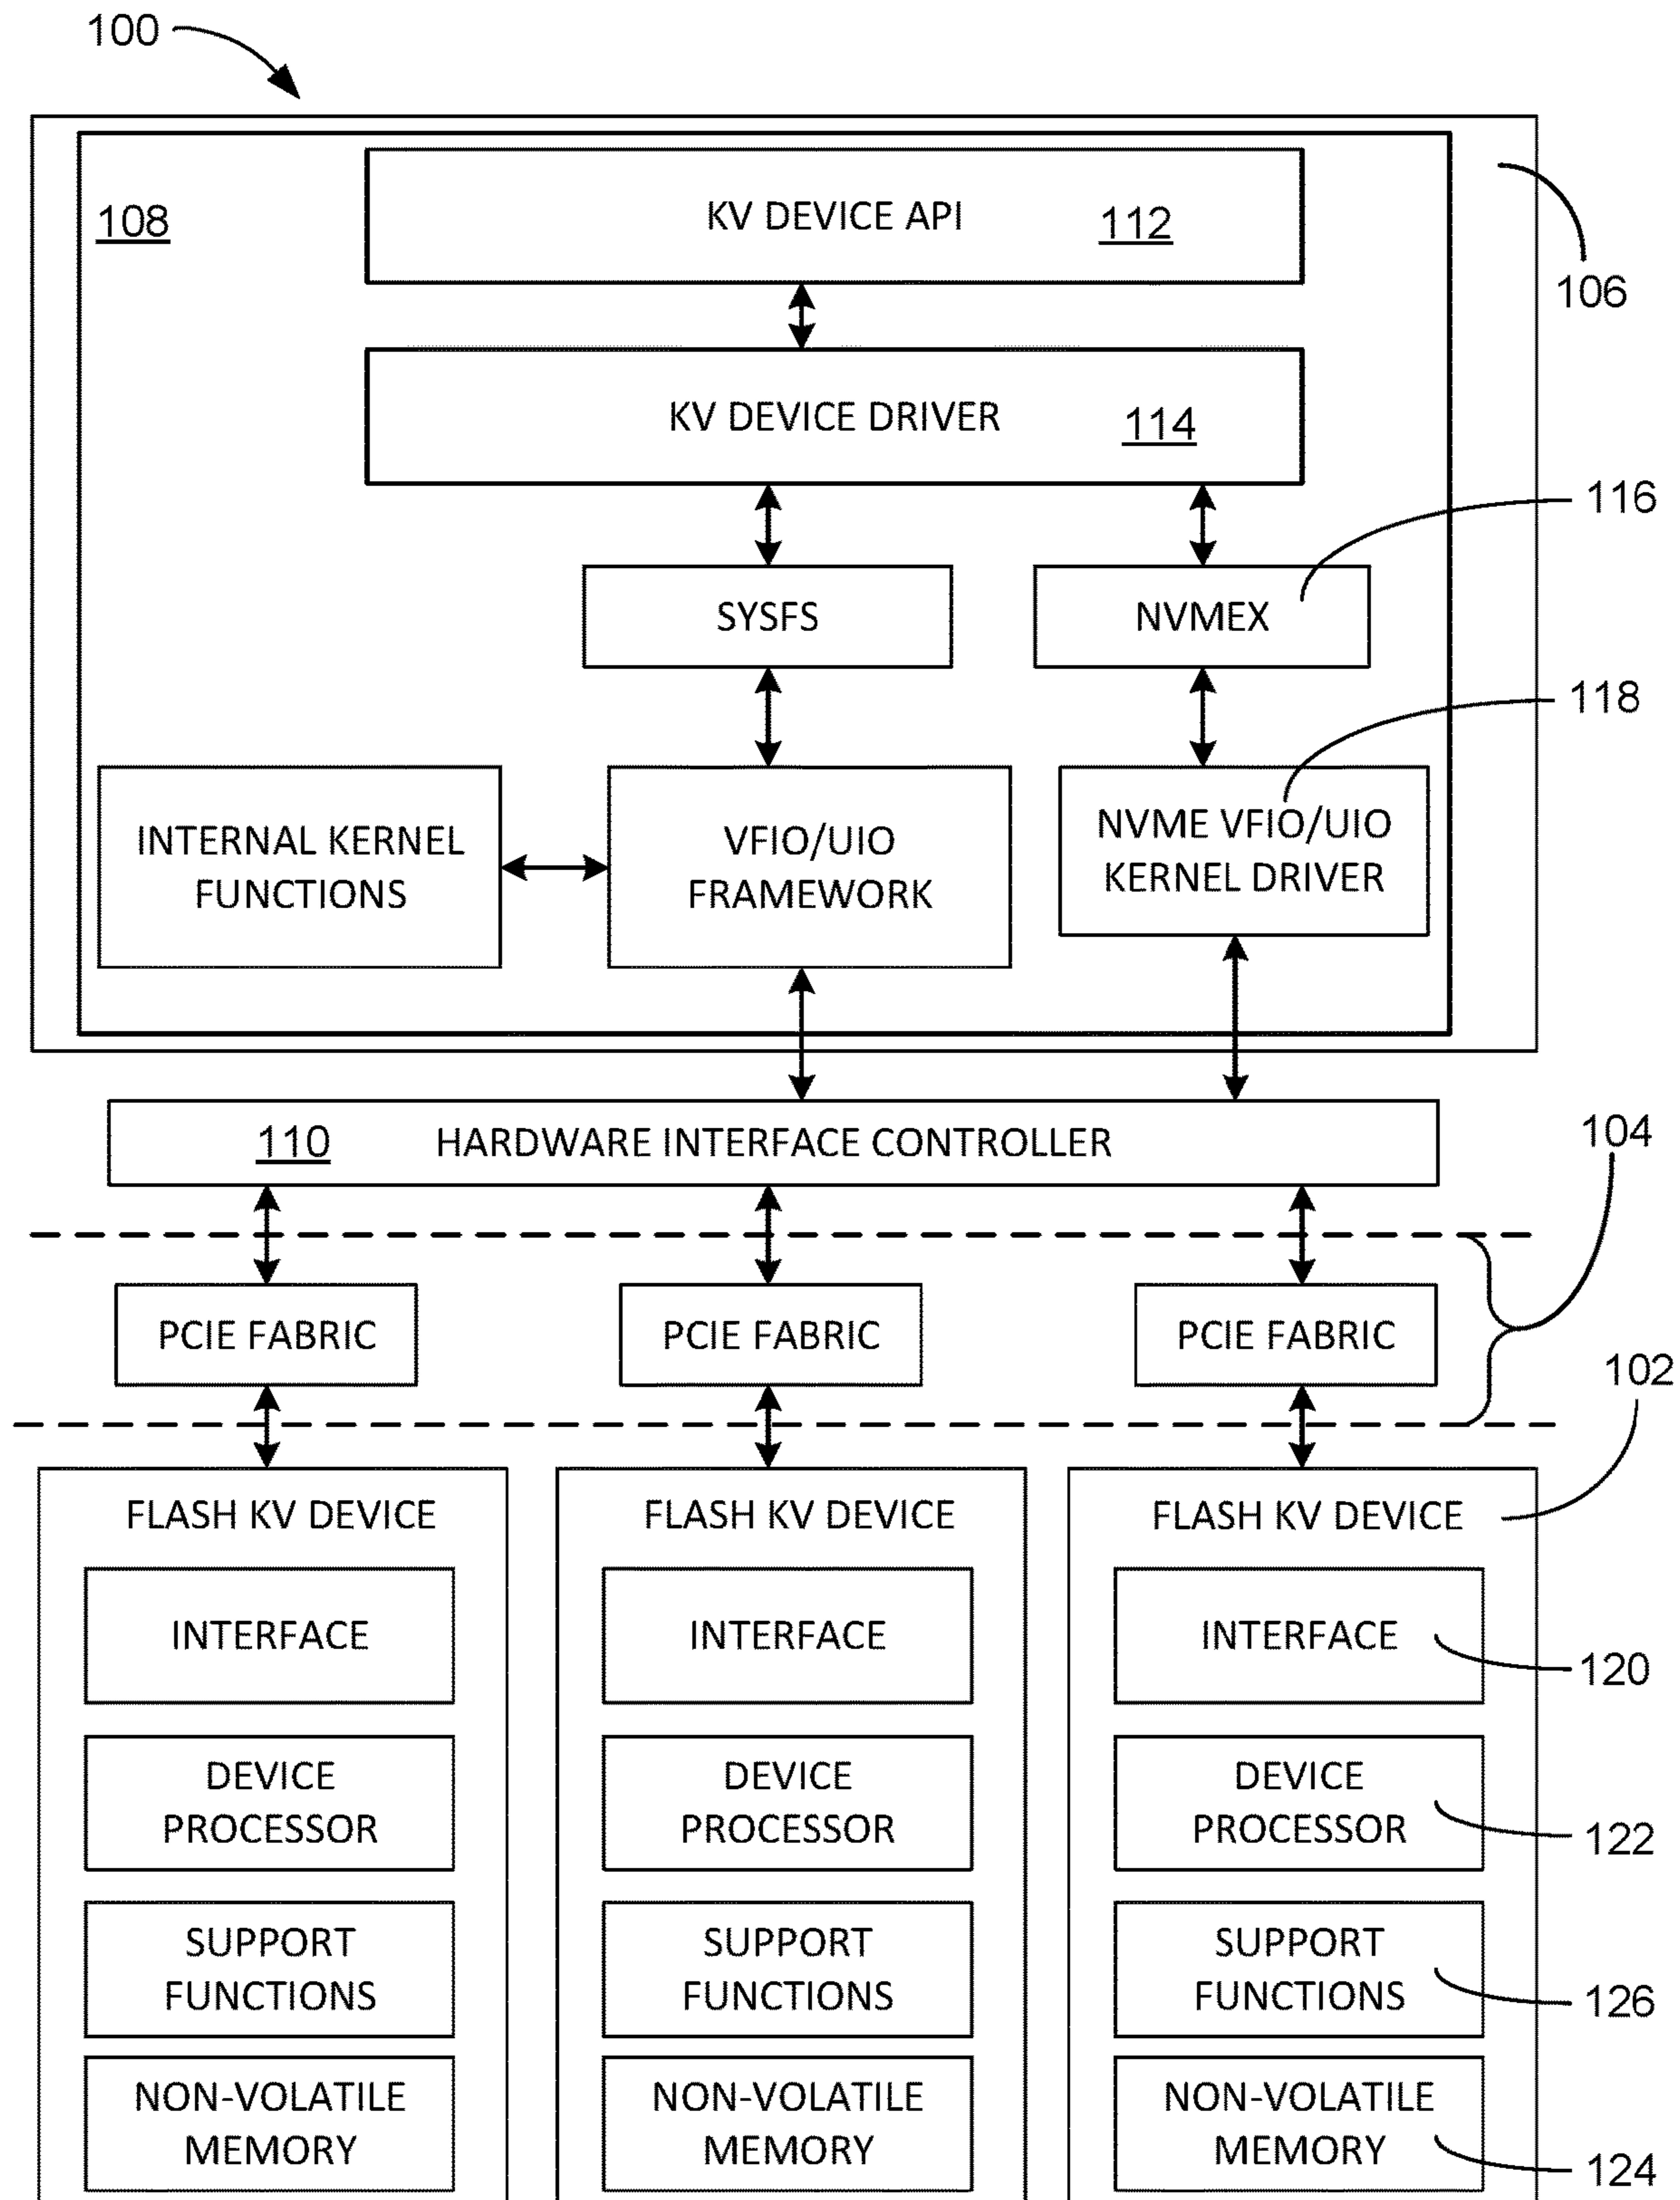 100
108
KV DEVICE API 112
106
KV DEVICE DRIVER 114
116
SYSFS
NVMEX
118
INTERNAL KERNEL
FUNCTIONS
VFIO/UIO
FRAMEWORK
NVME VFIO/UIO
KERNEL DRIVER
110 HARDWARE INTERFACE CONTROLLER
104
PCIE FABRIC
PCIE FABRIC
PCIE FABRIC
102
FLASH KV DEVICE
INTERFACE
DEVICE
PROCESSOR
SUPPORT
FUNCTIONS
NON-VOLATILE
MEMORY
FLASH KV DEVICE
INTERFACE
DEVICE
PROCESSOR
SUPPORT
FUNCTIONS
NON-VOLATILE
MEMORY
FLASH KV DEVICE
INTERFACE
120
DEVICE
PROCESSOR
122
SUPPORT
FUNCTIONS
126
NON-VOLATILE
MEMORY
124